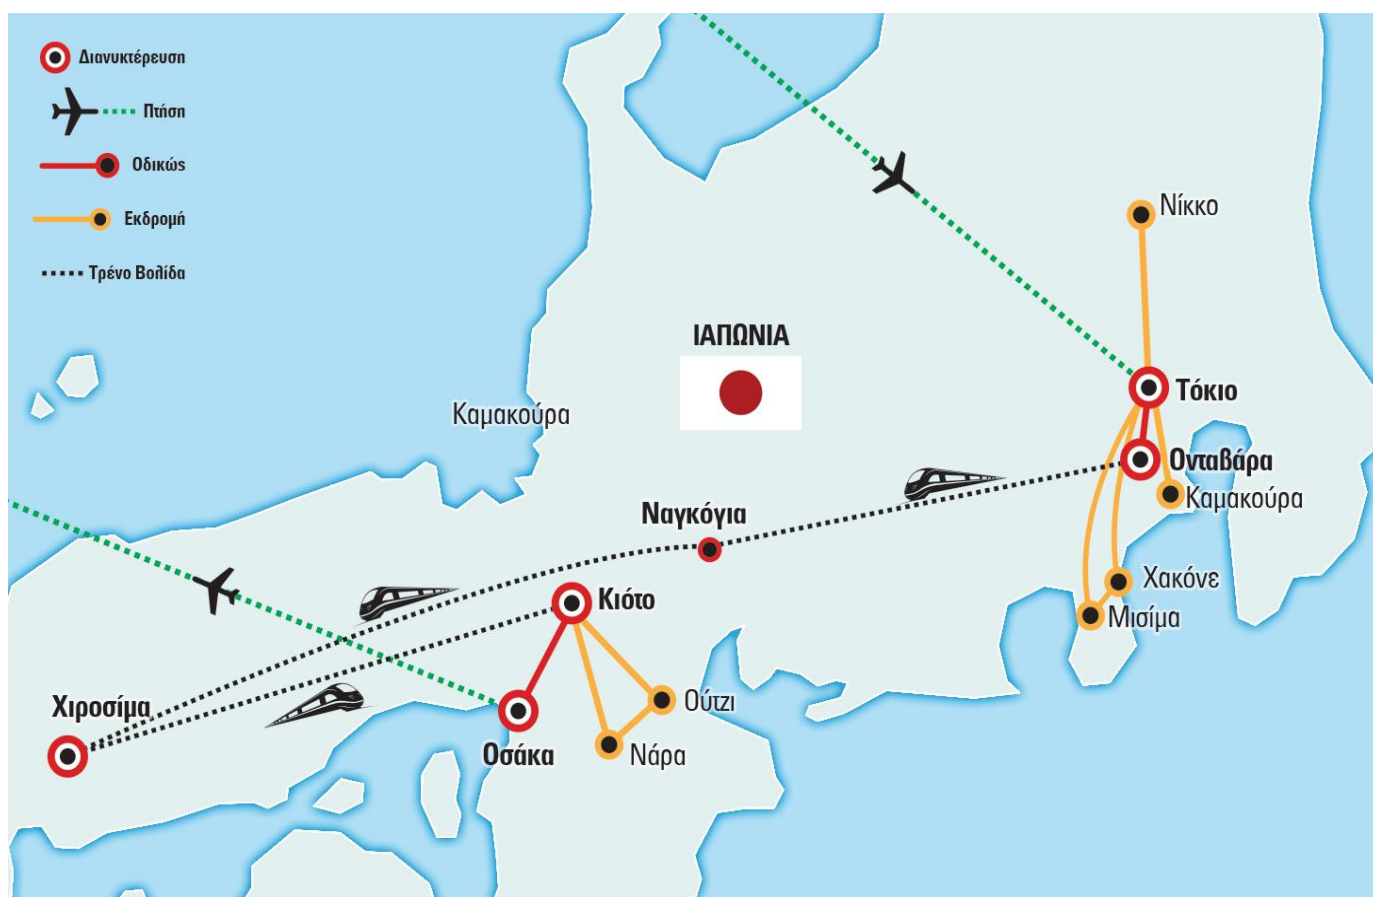 Διανυκτέρευση
Πτήση
Οδικώς
Εκδρομή
Τρένο Βολίδα
Νίκκο
ΙΑΠΩΝΙΑ
Τόκιο
Καμακούρα
Ονταβάρα
Καμακούρα
Ναγκόγια
Χακόνε
Κιότο
Μισίμα
Ούτζι
Χιροσίμα
Οσάκα
Νάρα